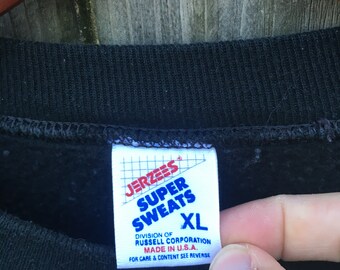 JERZEES
SUPER
SWEATS
XL
DIVISION OF
RUSSELL CORPORATION
MADE IN U.S.A.
FOR CARE & CONTENT SEE REVERSE